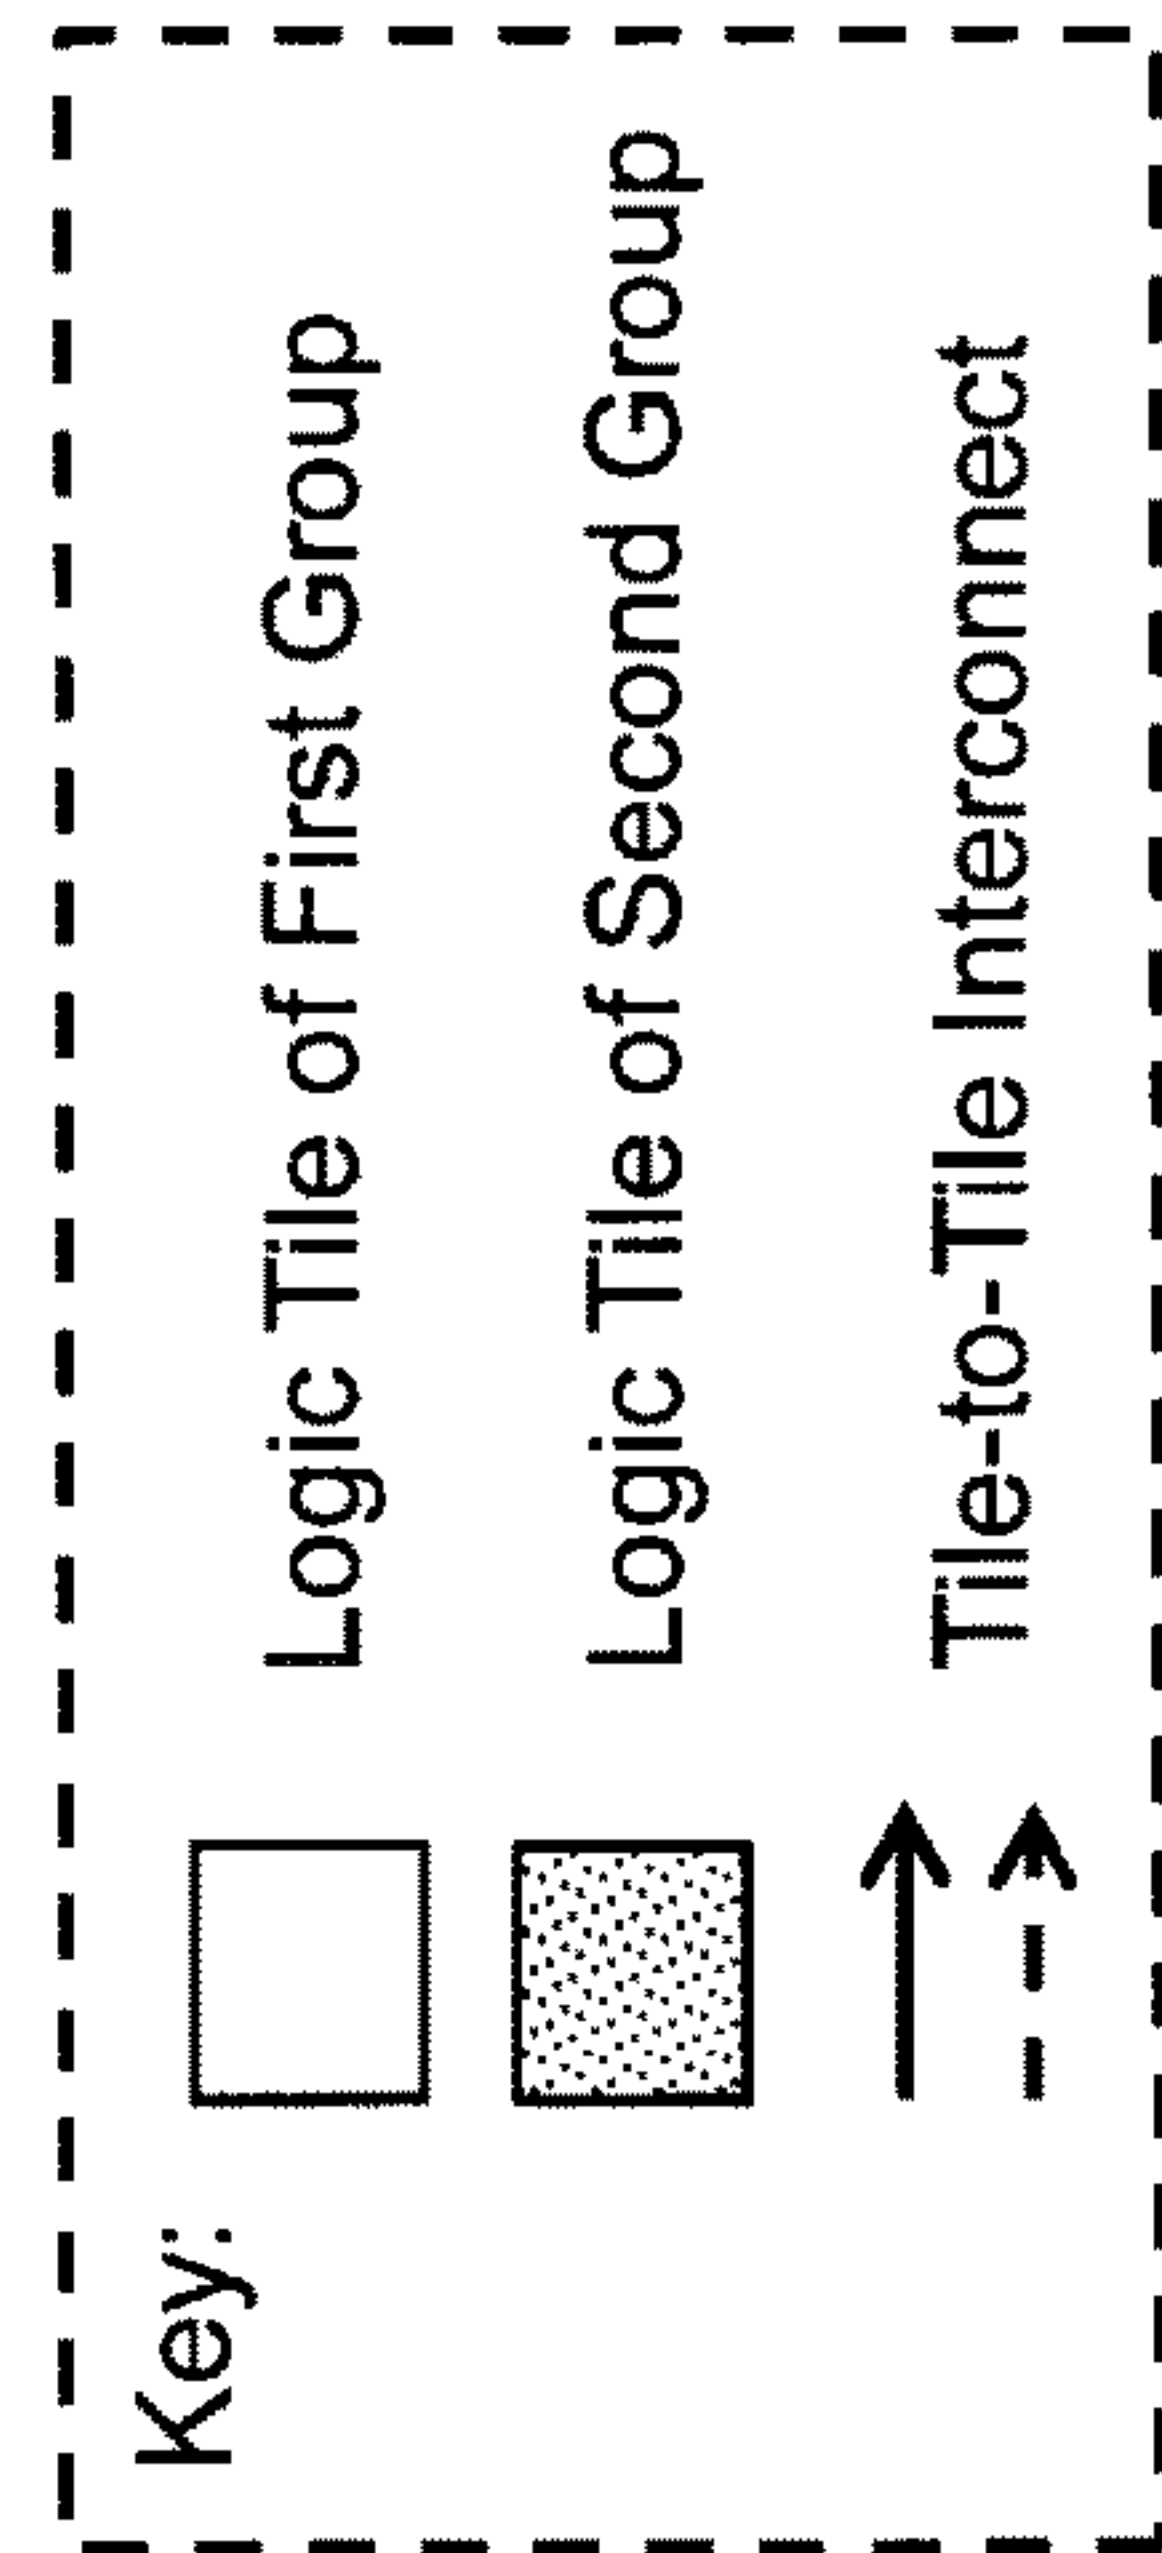 Key:
Logic Tile of First Group
Logic Tile of Second Group
Tile-to-Tile Interconnect